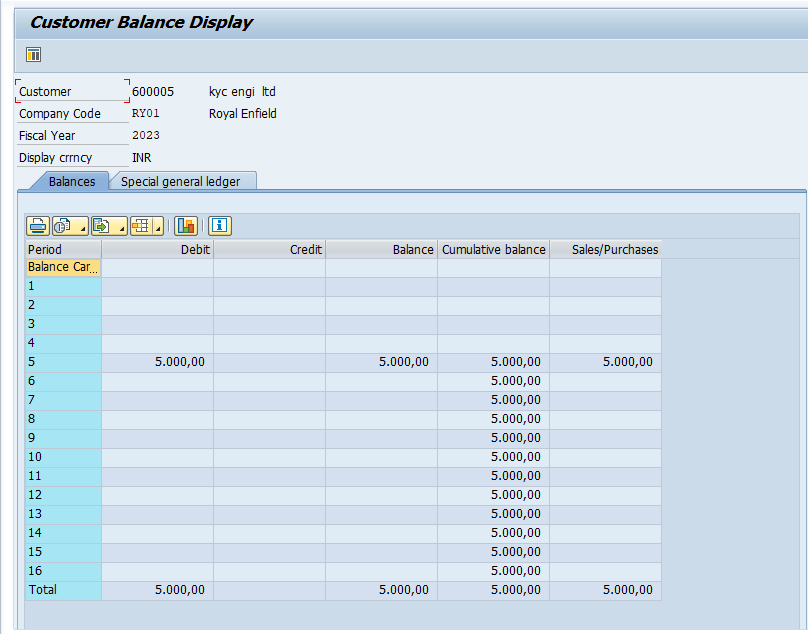 Customer Balance Display
Customer 600005 kyc engi ltd
Company Code RY01 Royal Enfield
Fiscal Year 2023
Display crrncy INR
Balances Special general ledger
Period Debit Credit Balance Cumulative balance Sales/Purchases
Balance Car...
1
2
3
4
5 5.000,00 5.000,00 5.000,00 5.000,00
6 5.000,00
7 5.000,00
8 5.000,00
9 5.000,00
10 5.000,00
11 5.000,00
12 5.000,00
13 5.000,00
14 5.000,00
15 5.000,00
16 5.000,00
Total 5.000,00 5.000,00 5.000,00 5.000,00